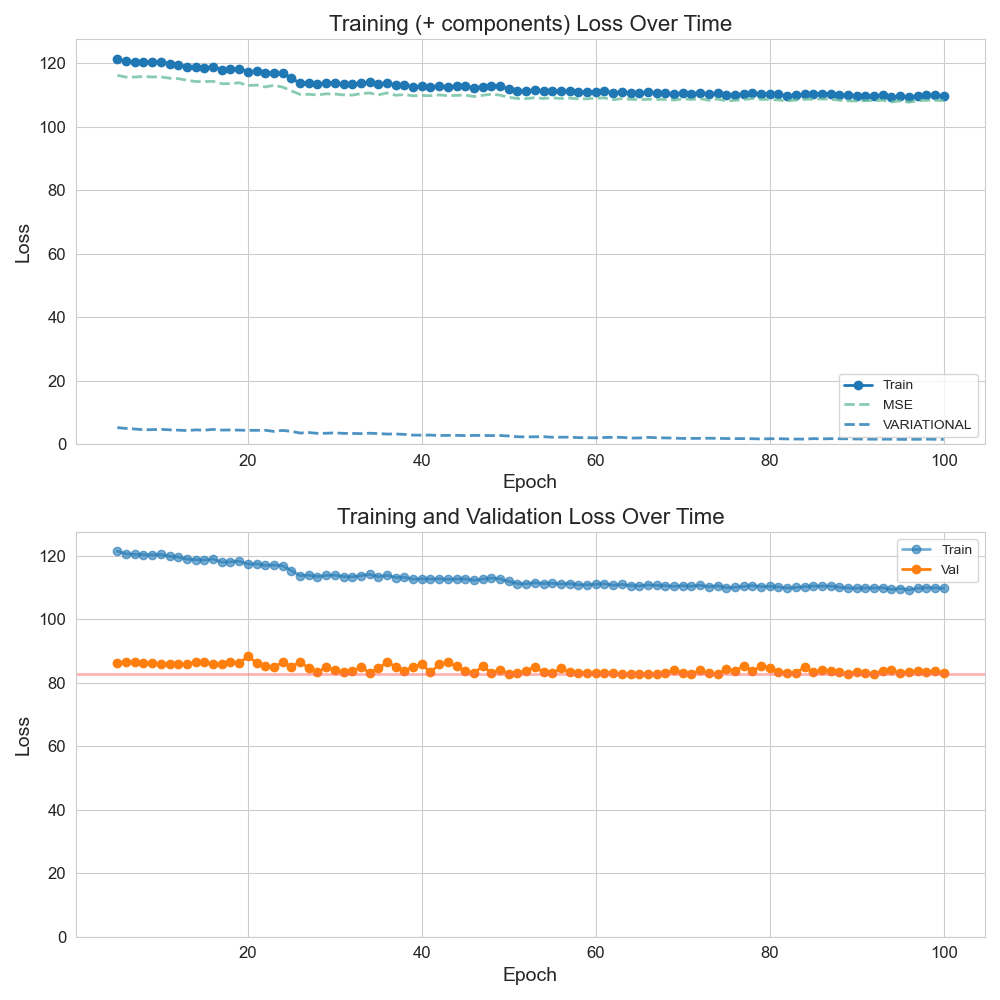 Training (+ components) Loss Over Time
120
100
80
60
40
20
0
Loss
20 40 60 80 100
Epoch
Train
MSE
VARIATIONAL
Training and Validation Loss Over Time
120
100
80
60
40
20
0
Loss
20 40 60 80 100
Epoch
Train
Val